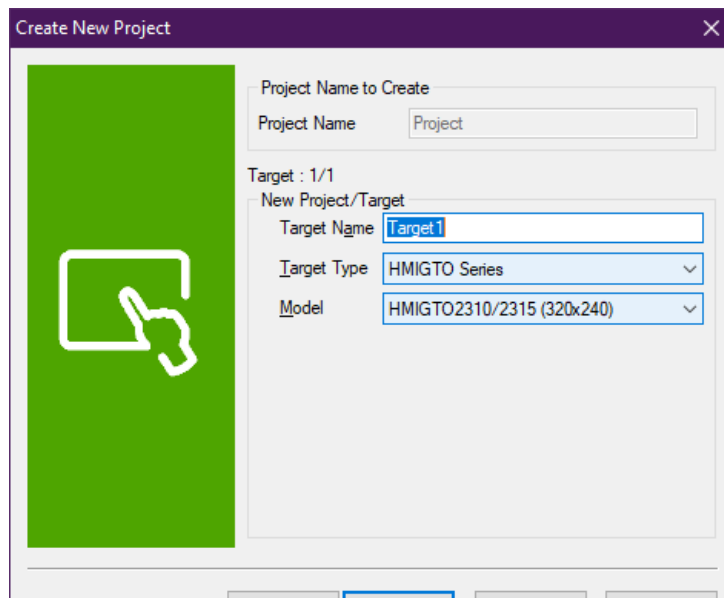 Create New Project
Project Name to Create
Project Name Project
Target : 1/1
New Project/Target
Target Name Target1
Target Type HMIGTO Series
Model HMIGTO2310/2315 (320x240)